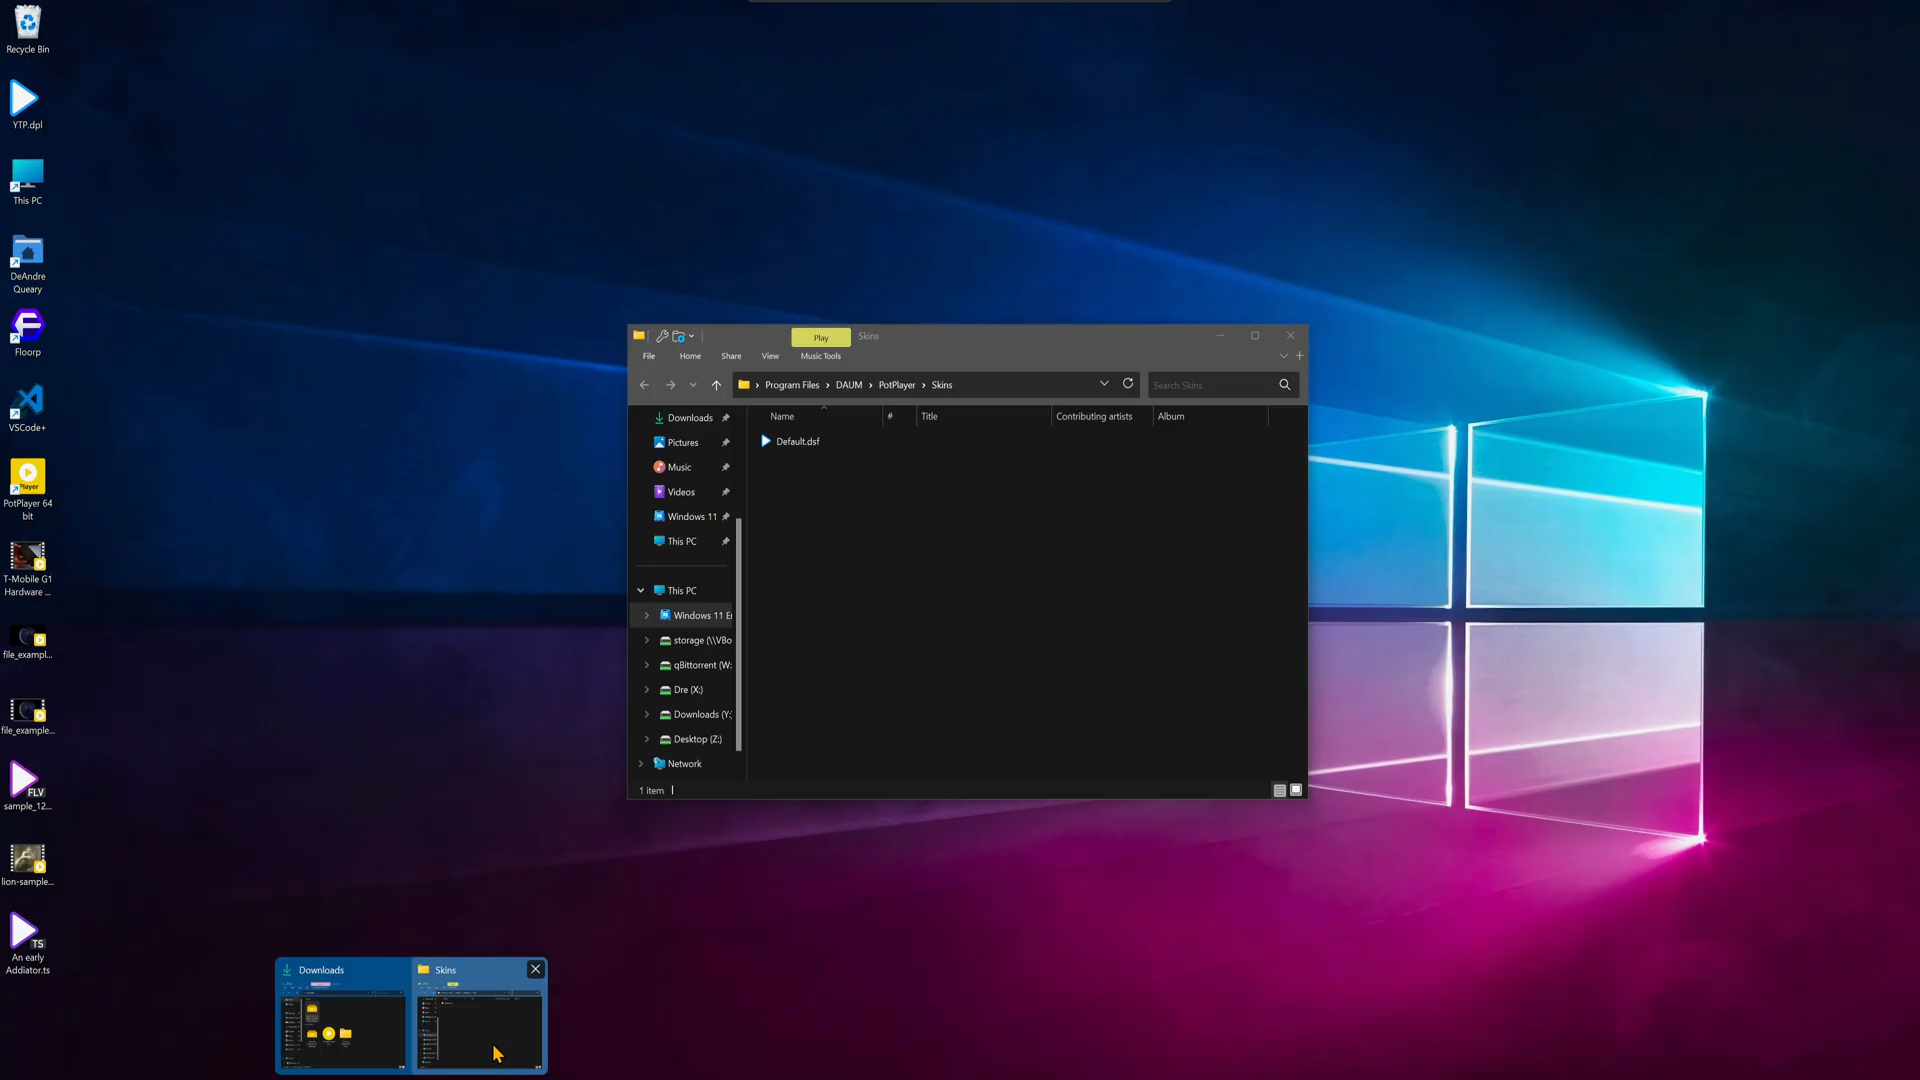 Recycle Bin
YTP.dpl
This PC
DeAndre
Queary
Floorp
VSCode+
Player
PotPlayer 64
bit
T-Mobile G1
Hardware ...
file_exampl...
file_example...
FLV
sample_12...
lion-sample...
TS
An early
Addiator.ts
Play
Skins
File
Home
Share
View
Music Tools
Program Files
DAUM
PotPlayer
Skins
Search Skins
Name
#
Title
Contributing artists
Album
Downloads
Pictures
Music
Videos
Windows 11
This PC
Default.dsf
This PC
Windows 11 E
storage (\\VBo
qBittorrent (W:
Dre (X:)
Downloads (Y:
Desktop (Z:)
Network
1 item
Downloads
Skins